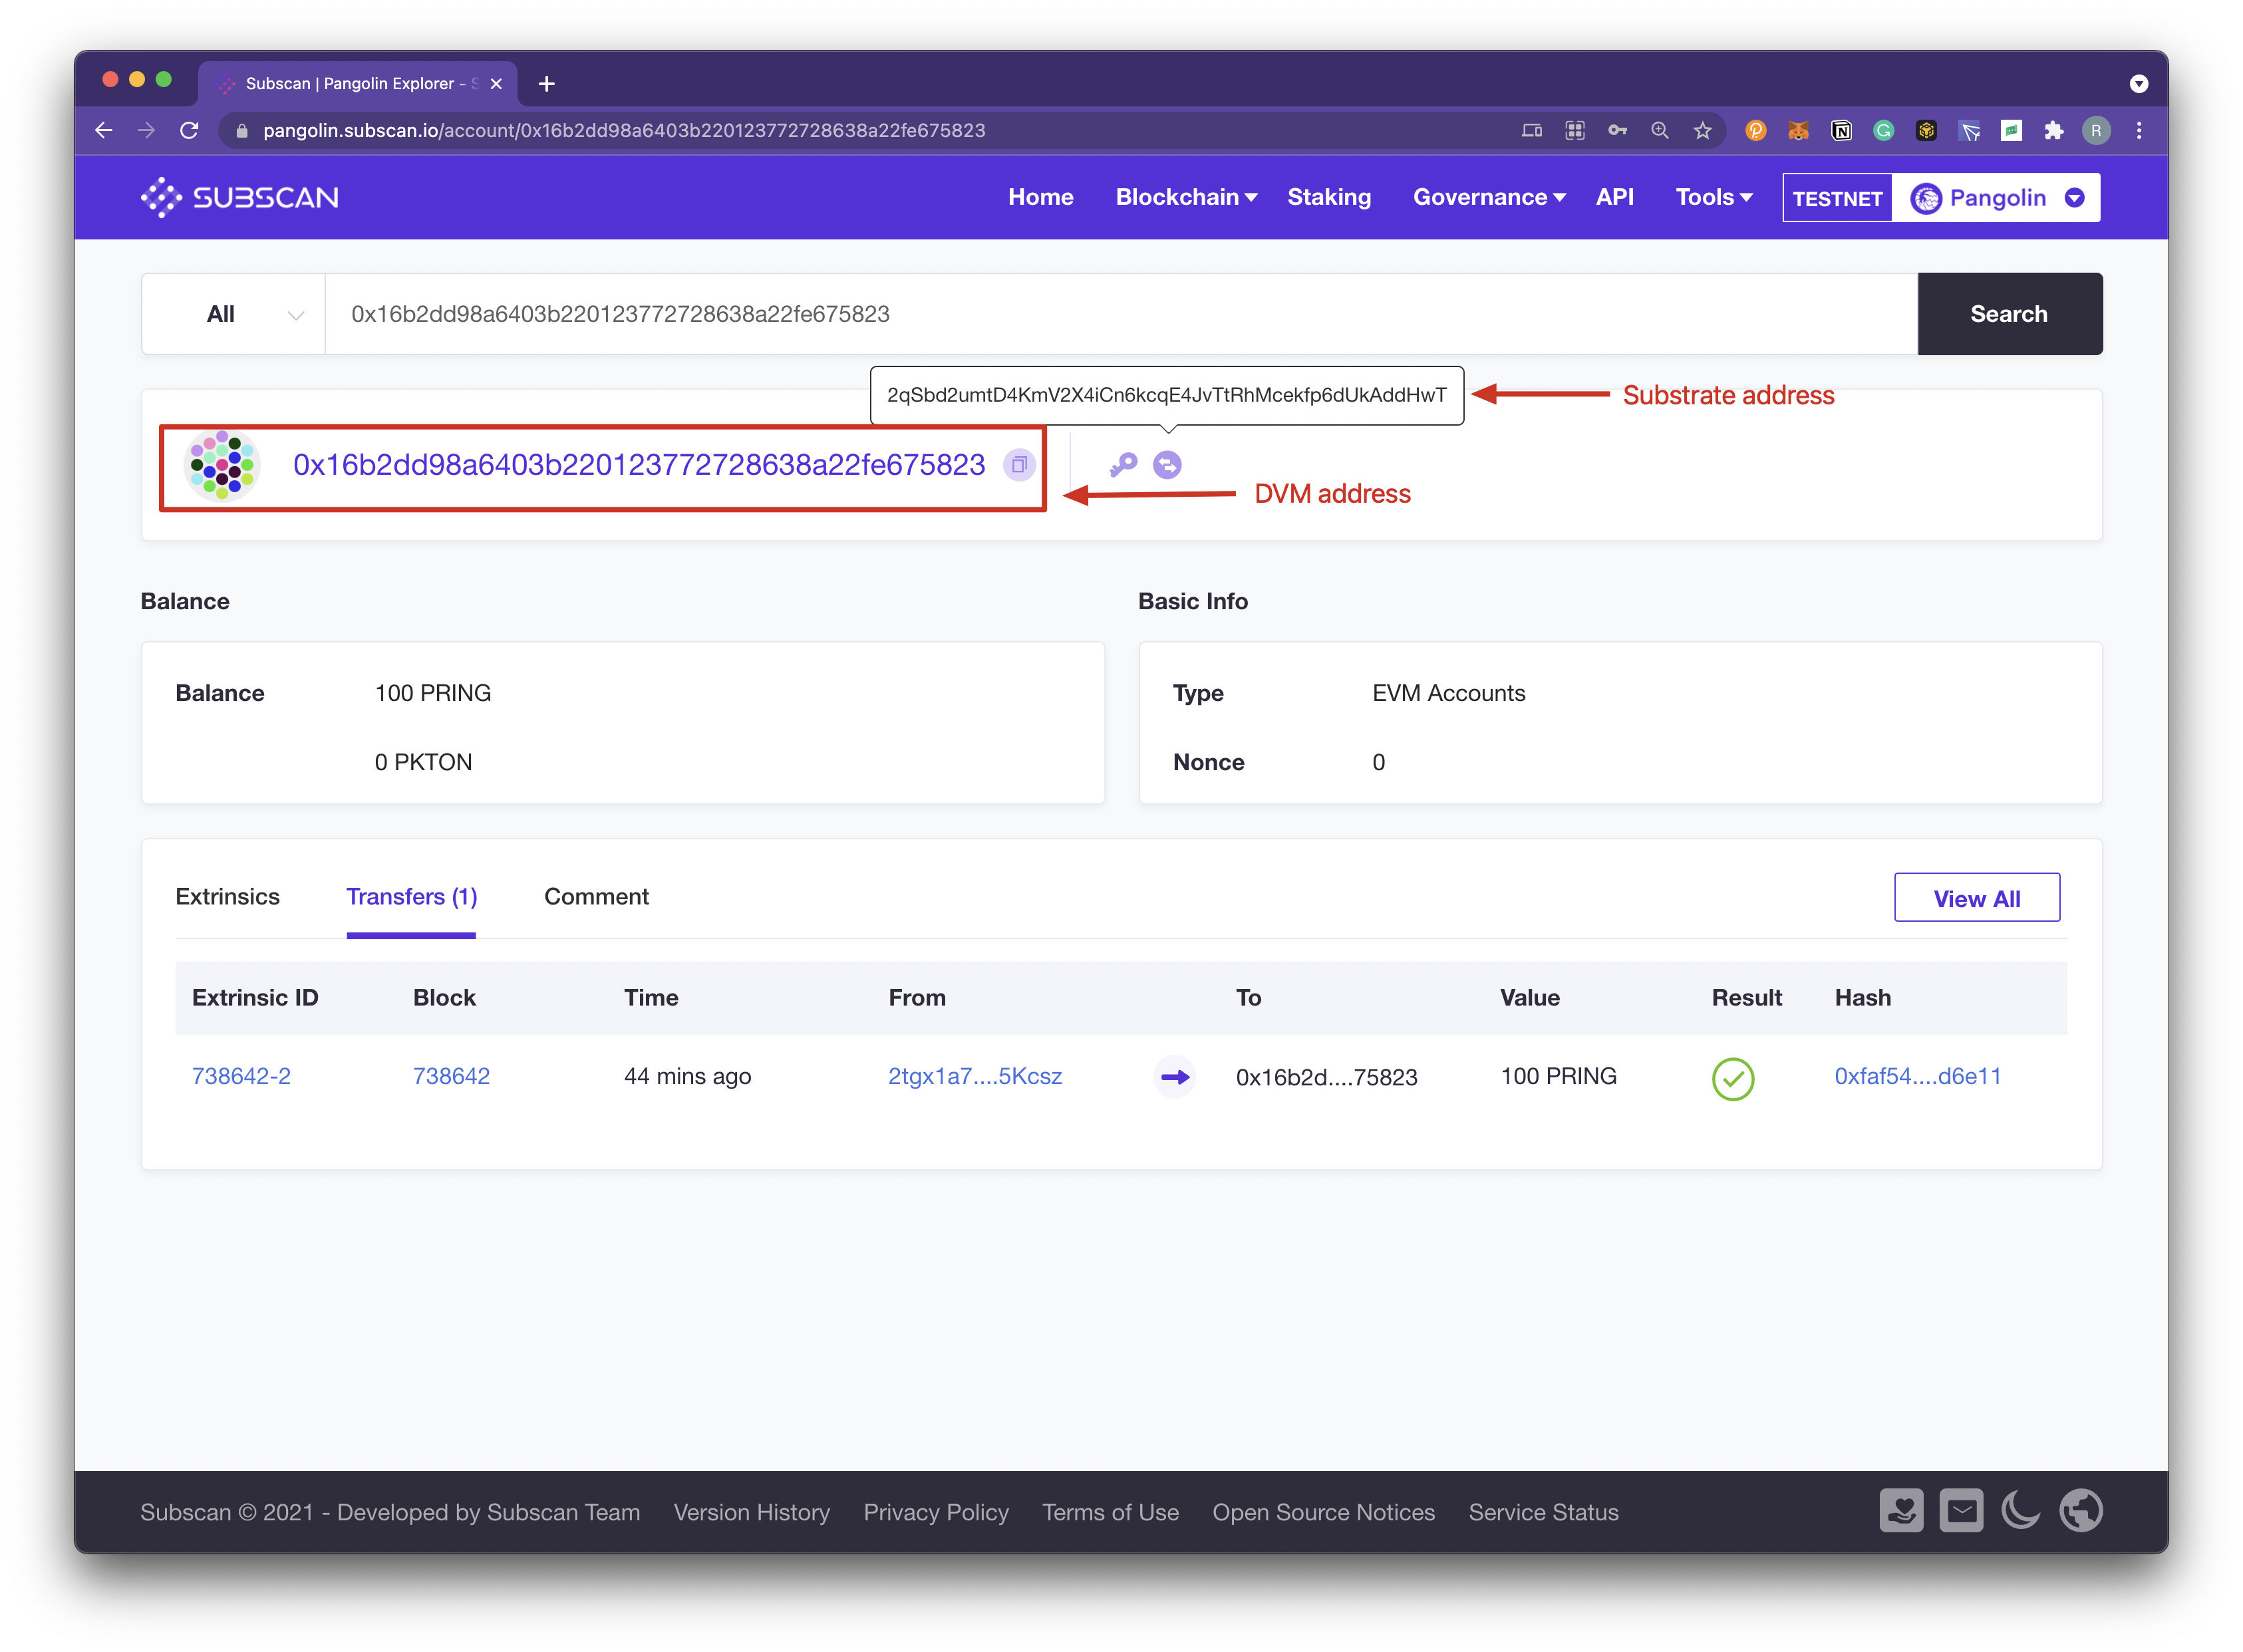 Subscan | Pangolin Explorer - S
pangolin.subscan.io/account/0x16b2dd98a6403b220123772728638a22fe675823
R
SUBSCAN
Home Blockchain Staking Governance API Tools TESTNET Pangolin
All 0x16b2dd98a6403b220123772728638a22fe675823 Search
2qSbd2umtD4KmV2X4iCn6kcqE4JvTtRhMcekfp6dUkAddHwT Substrate address
0x16b2dd98a6403b220123772728638a22fe675823
DVM address
Balance Basic Info
Balance 100 PRING Type EVM Accounts
0 PKTON Nonce 0
Extrinsics Transfers (1) Comment View All
Extrinsic ID Block Time From To Value Result Hash
738642-2 738642 44 mins ago 2tgx1a7....5Kcsz 0x16b2d....75823 100 PRING 0xfaf54....d6e11
Subscan © 2021 - Developed by Subscan Team Version History Privacy Policy Terms of Use Open Source Notices Service Status